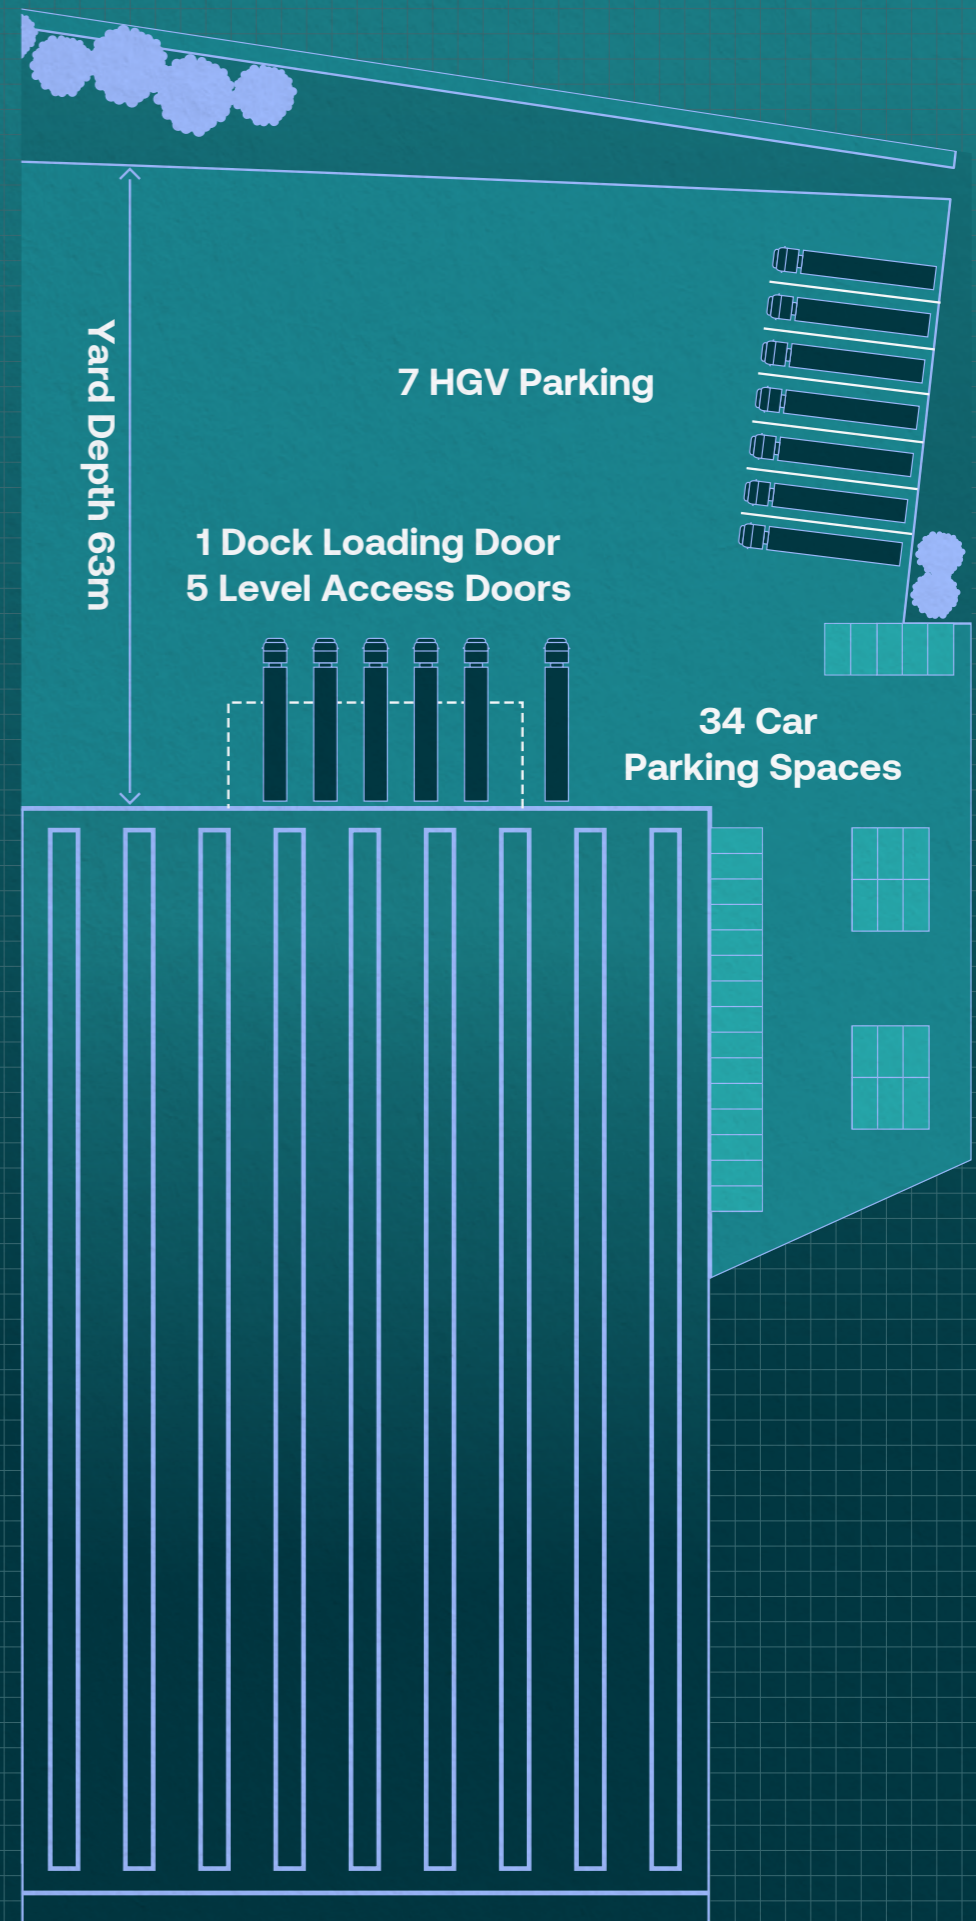 Yard Depth 63m
7 HGV Parking
1 Dock Loading Door
5 Level Access Doors
34 Car
Parking Spaces